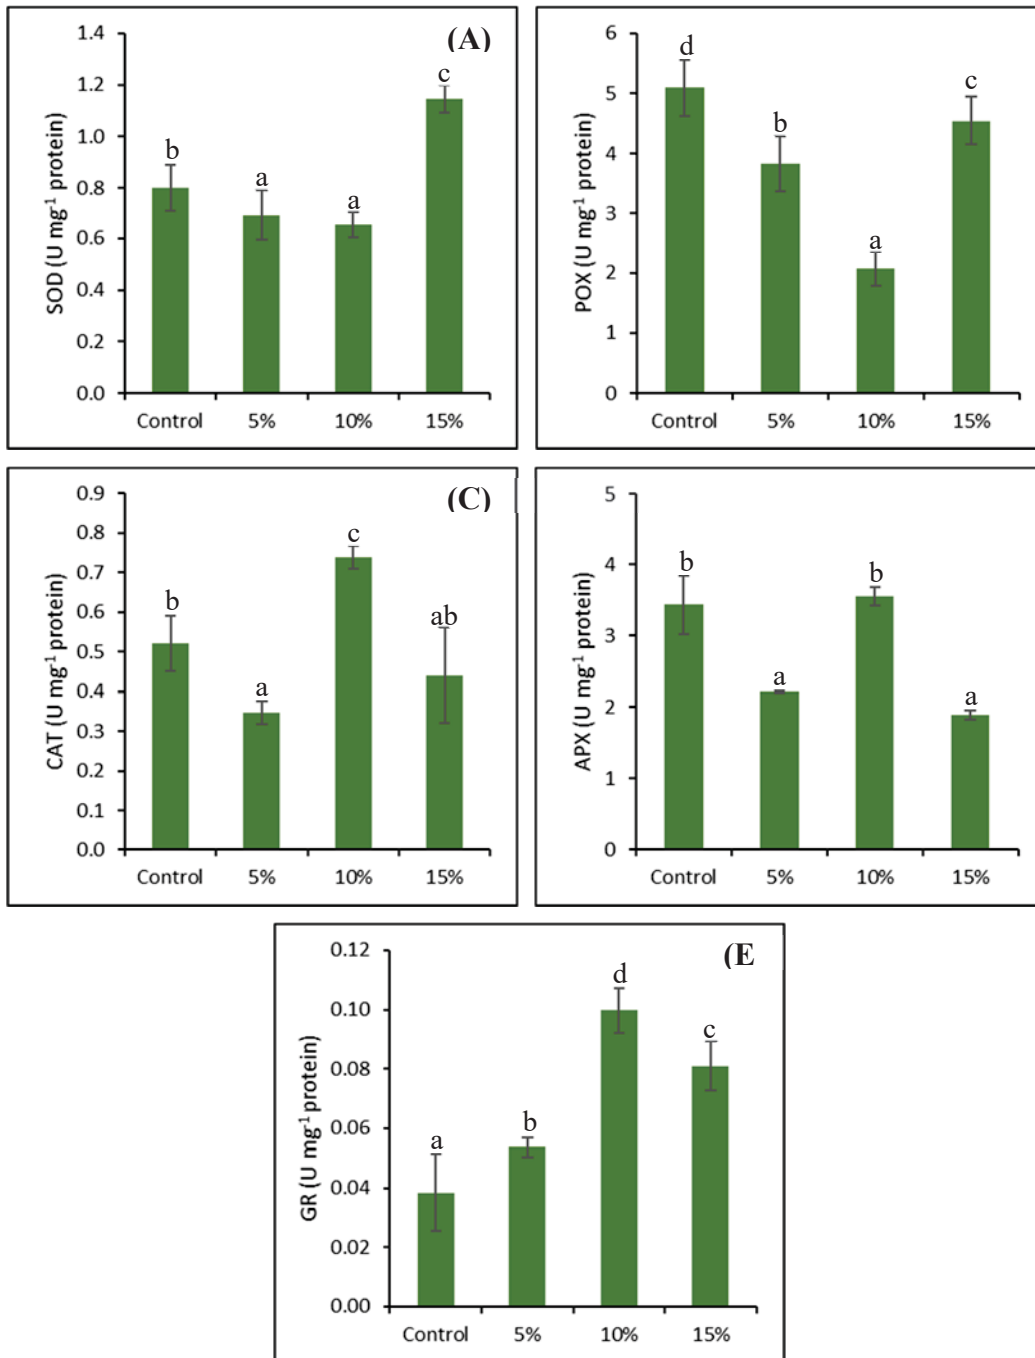 (A)
SOD (U mg⁻¹ protein)
1.4
1.2
1.0
0.8
0.6
0.4
0.2
0.0
b
a
a
c
Control 5% 10% 15%
POX (U mg⁻¹ protein)
6
5
4
3
2
1
0
d
b
a
c
Control 5% 10% 15%
(C)
CAT (U mg⁻¹ protein)
0.9
0.8
0.7
0.6
0.5
0.4
0.3
0.2
0.1
0.0
b
a
c
ab
Control 5% 10% 15%
APX (U mg⁻¹ protein)
5
4
3
2
1
0
b
a
b
a
Control 5% 10% 15%
(E
GR (U mg⁻¹ protein)
0.12
0.10
0.08
0.06
0.04
0.02
0.00
a
b
d
c
Control 5% 10% 15%